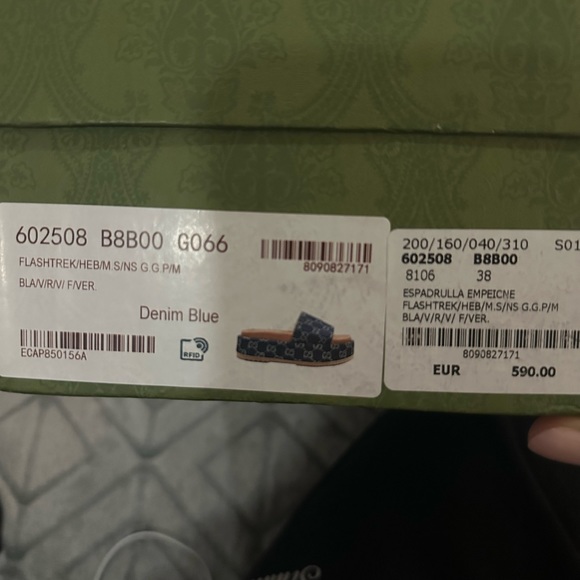 602508 B8B00 G066
FLASHTREK/HEB/M.S/NS G.G.P/M
BLA/V/R/V/ F/VER.
8090827171
Denim Blue
ECAP850156A
RFID
200/160/040/310 S01
602508 B8B00
8106 38
ESPADRULLA EMPEICNE
FLASHTREK/HEB/M.S/NS G.G.P/M
BLA/V/R/V/ F/VER.
8090827171
EUR 590.00